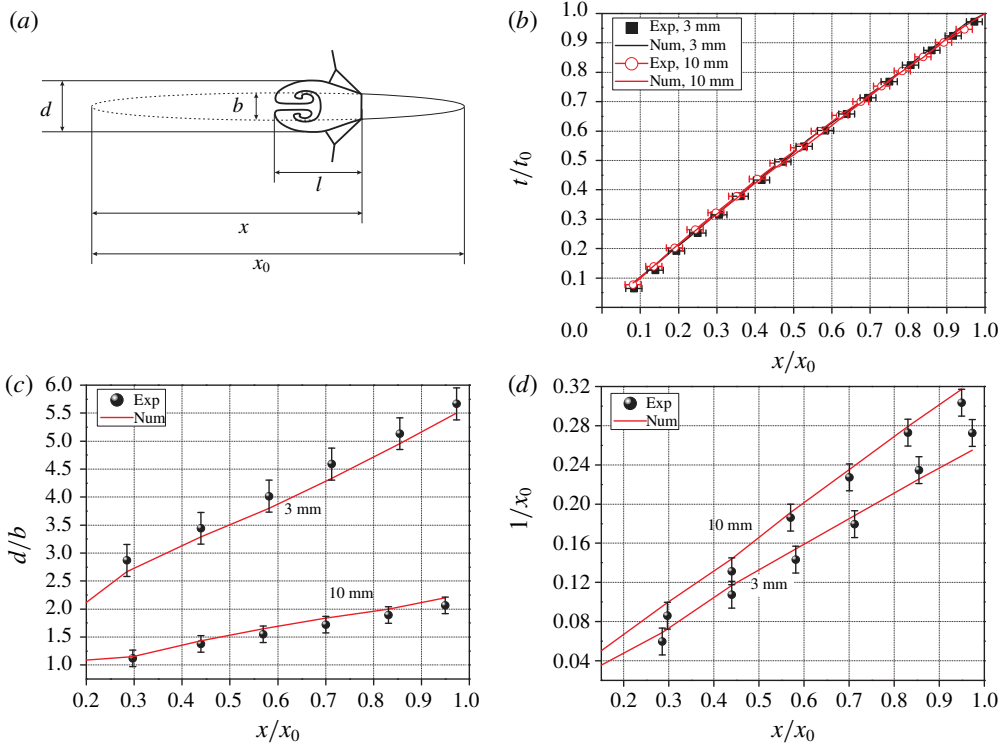 (a)
d
b
l
x
x0
(b)
1.0
0.9
0.8
0.7
0.6
0.5
0.4
0.3
0.2
0.1
0.0
0.1 0.2 0.3 0.4 0.5 0.6 0.7 0.8 0.9 1.0
t/t0
x/x0
Exp, 3 mm
Num, 3 mm
Exp, 10 mm
Num, 10 mm
(c)
6.0
5.5
5.0
4.5
4.0
3.5
3.0
2.5
2.0
1.5
1.0
0.2 0.3 0.4 0.5 0.6 0.7 0.8 0.9 1.0
d/b
x/x0
Exp
Num
3 mm
10 mm
(d)
0.32
0.28
0.24
0.20
0.16
0.12
0.08
0.04
0.2 0.3 0.4 0.5 0.6 0.7 0.8 0.9 1.0
1/x0
x/x0
Exp
Num
10 mm
3 mm